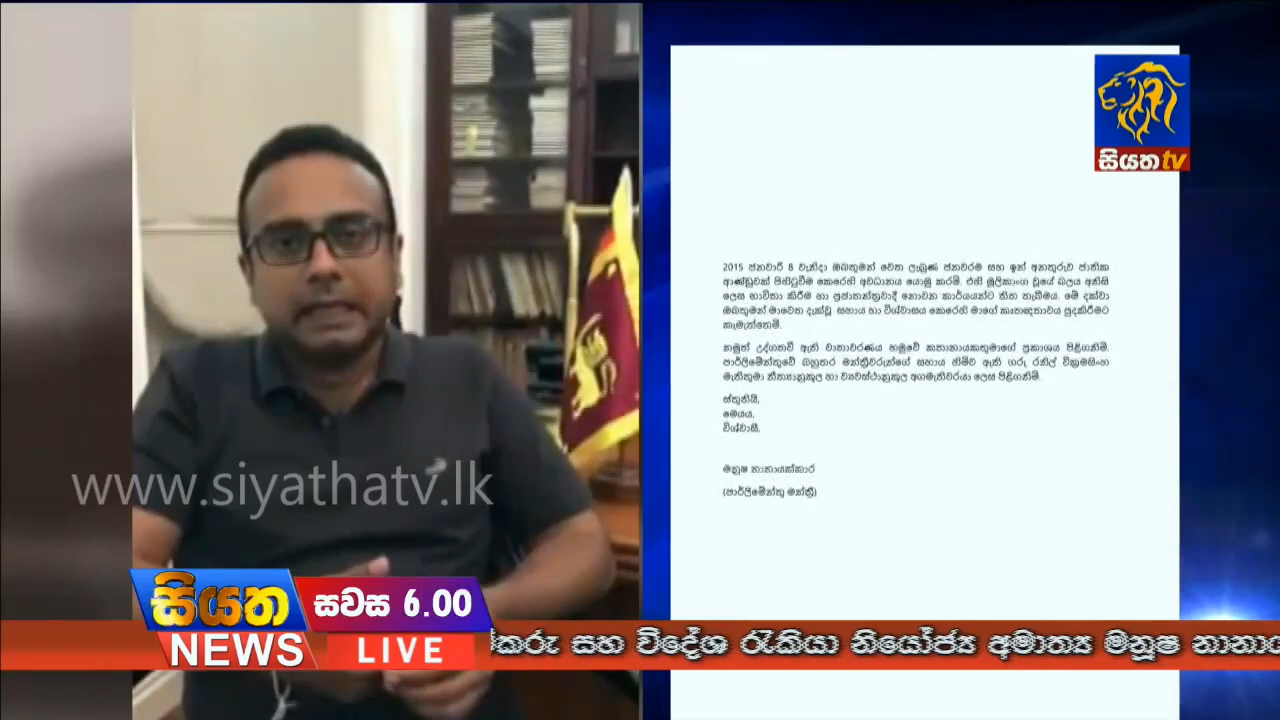 සියත tv
2015 ජනවාරි 8 වැනිදා ඔබතුමන් වෙත ලැබුණ ජනවරම සහ ඉන් අනතුරුව ජාතික
ආණ්ඩුවක් පිහිටුවීම කෙරෙහි අවධානය යොමු කරමි. එහි මූලිකාංග වූයේ බලය අනිසි
ලෙස භාවිතා කිරීම හා ප්‍රජාතන්ත්‍රවාදී නොවන කාර්යයන්ට තිත තැබීමය. මේ දක්වා
ඔබතුමන් මාවෙත දැක්වූ සහාය හා විශ්වාසය කෙරෙහි මාගේ කෘතඥතාවය පුදකිරීමට
කැමැත්තෙමි.
නමුත් උද්ගතවී ඇති වාතාවරණය හමුවේ කතානායකතුමාගේ ප්‍රකාශය පිළිගනිමි.
පාර්ලිමේන්තුවේ බහුතර මන්ත්‍රීවරුන්ගේ සහාය හිමිව ඇති ගරු රනිල් වික්‍රමසිංහ
මැතිතුමා නීත්‍යානුකූල හා ව්‍යවස්ථානුකූල අගමැතිවරයා ලෙස පිළිගනිමි.
ස්තුතියි,
මෙයය,
විශ්වාසී,
මනුෂ නානායක්කාර
(පාර්ලිමේන්තු මන්ත්‍රී)
www.siyathatv.lk
සියත NEWS
සවස 6.00
LIVE
්කරු සහ විදේශ රැකියා නියෝජ්‍ය අමාත්‍ය මනූෂ නානා